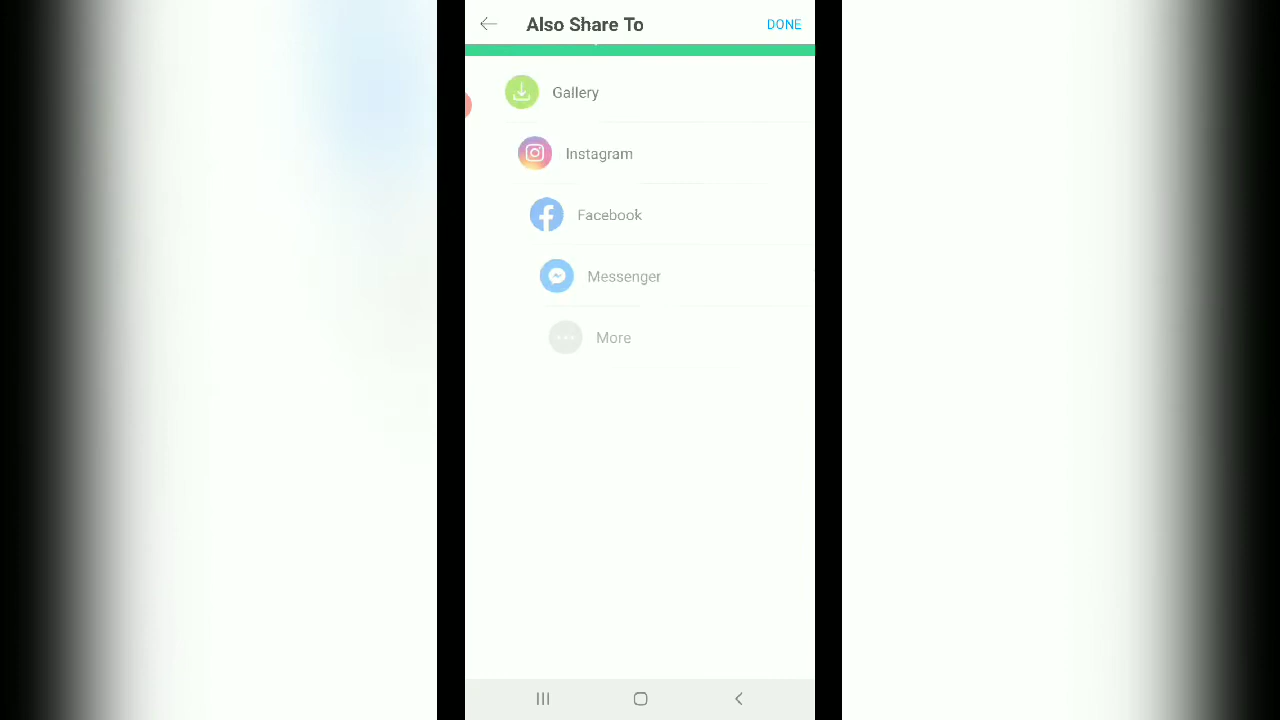 Also Share To
DONE
Gallery
Instagram
Facebook
Messenger
More